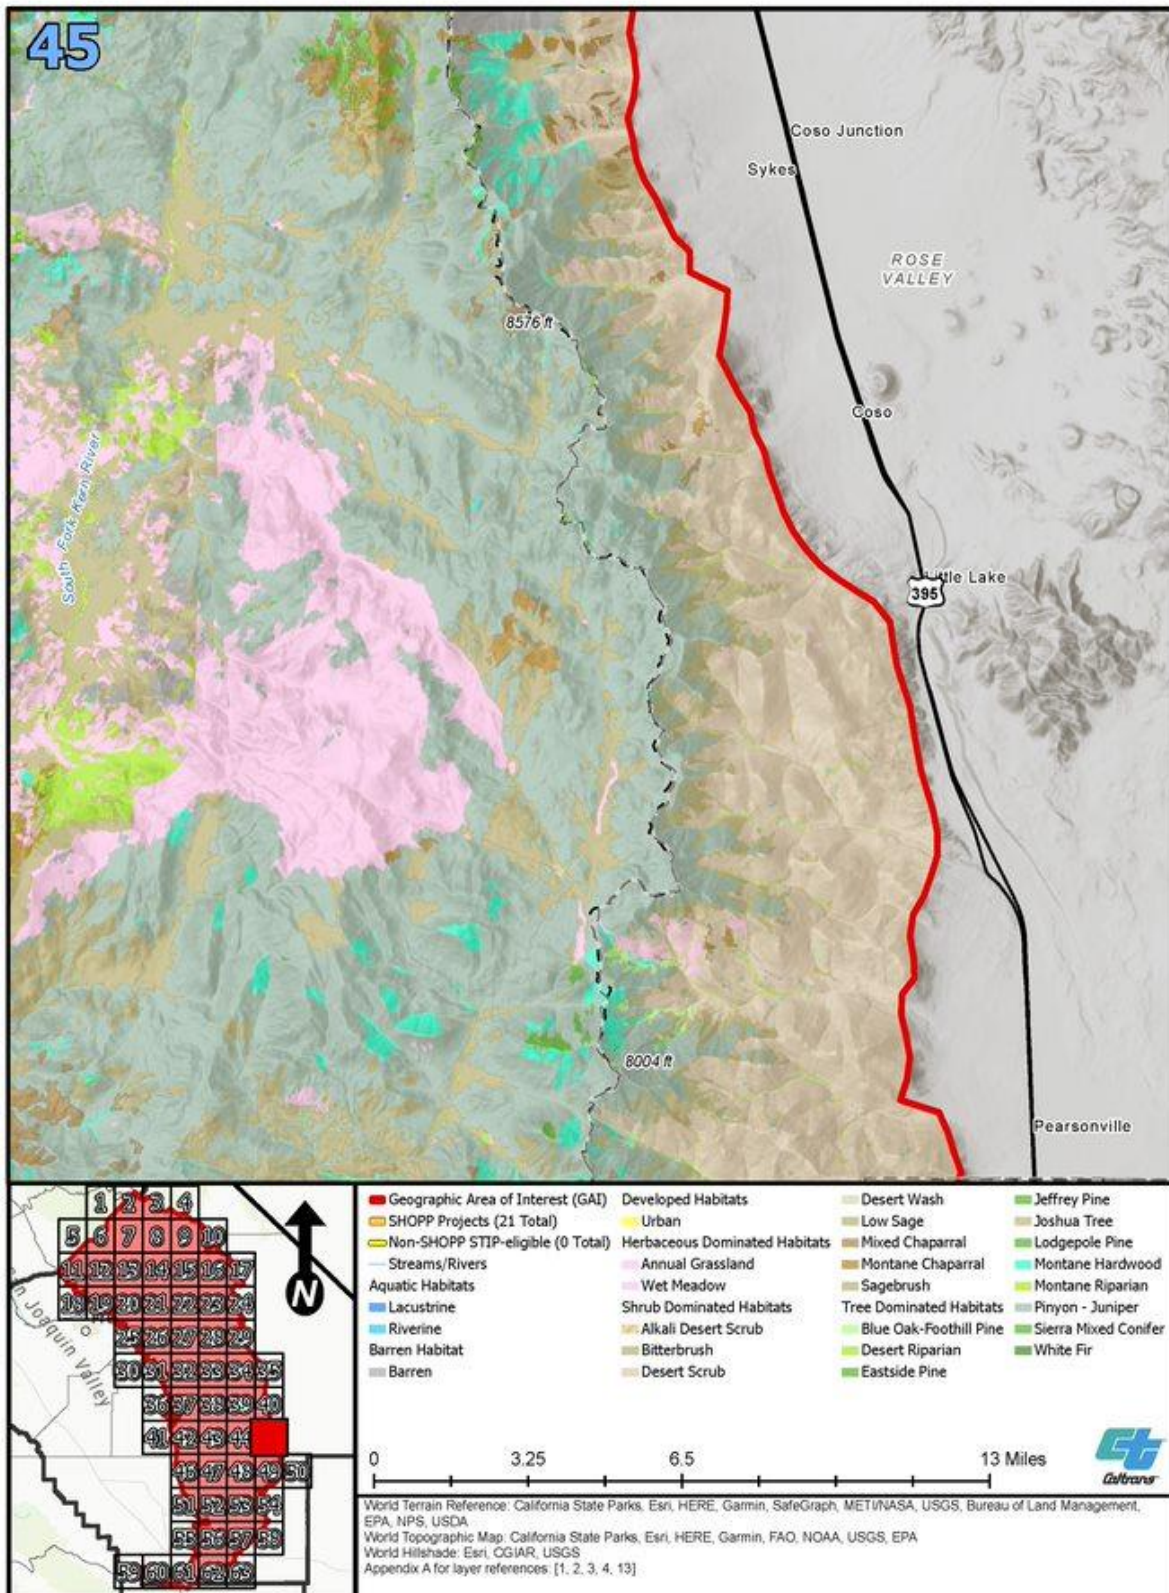 45
Coso Junction
Sykes
ROSE
VALLEY
8576 ft
Coso
South Fork Kern River
Little Lake
395
8004 ft
Pearsonville
1 2 3 4
5 6 7 8 9 10
11 12 13 14 15 16 17
18 19 20 21 22 23 24
25 26 27 28 29
30 31 32 33 34 35
36 37 38 39 40
41 42 43 44
46 47 48 49 50
51 52 53 54
55 56 57 58
59 60 61 62 63
n Joaquin Valley
N
Geographic Area of Interest (GAI)
SHOPP Projects (21 Total)
Non-SHOPP STIP-eligible (0 Total)
Streams/Rivers
Aquatic Habitats
Lacustrine
Riverine
Barren Habitat
Barren
Developed Habitats
Urban
Herbaceous Dominated Habitats
Annual Grassland
Wet Meadow
Shrub Dominated Habitats
Alkali Desert Scrub
Bitterbrush
Desert Scrub
Desert Wash
Low Sage
Mixed Chaparral
Montane Chaparral
Sagebrush
Tree Dominated Habitats
Blue Oak-Foothill Pine
Desert Riparian
Eastside Pine
Jeffrey Pine
Joshua Tree
Lodgepole Pine
Montane Hardwood
Montane Riparian
Pinyon - Juniper
Sierra Mixed Conifer
White Fir
0 3.25 6.5 13 Miles
Caltrans
World Terrain Reference: California State Parks, Esri, HERE, Garmin, SafeGraph, METI/NASA, USGS, Bureau of Land Management,
EPA, NPS, USDA
World Topographic Map: California State Parks, Esri, HERE, Garmin, FAO, NOAA, USGS, EPA
World Hillshade: Esri, CGIAR, USGS
Appendix A for layer references: [1, 2, 3, 4, 13]